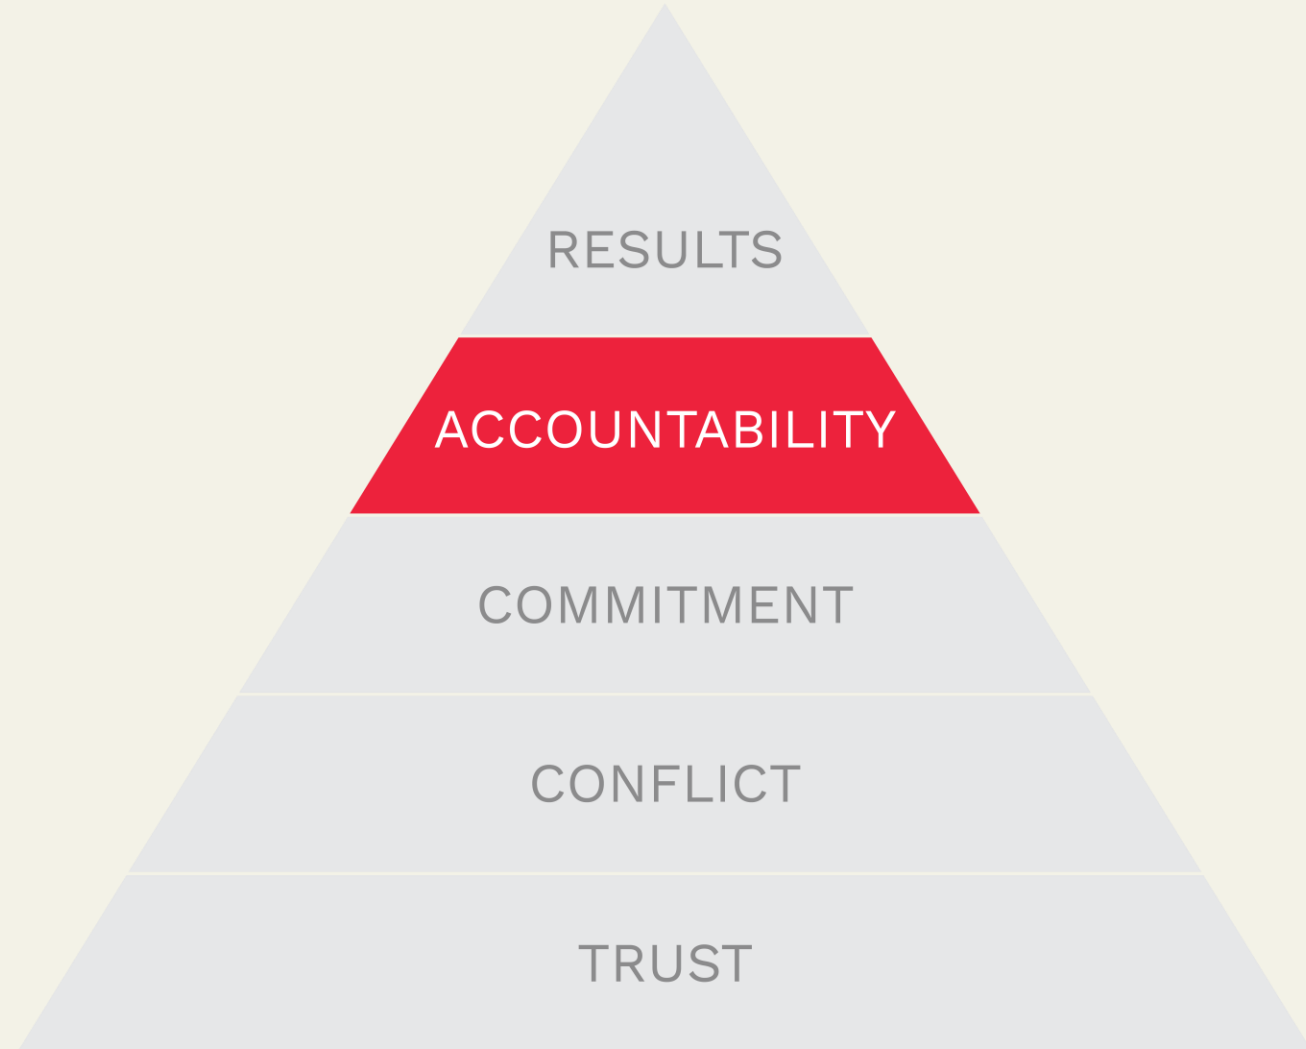 RESULTS
ACCOUNTABILITY
COMMITMENT
CONFLICT
TRUST